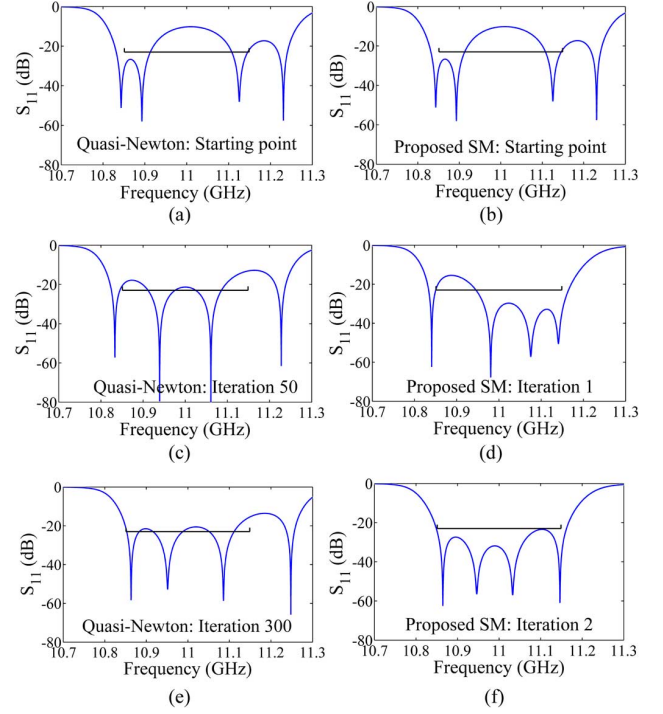 0
-20
-40
-60
-80
S11 (dB)
Quasi-Newton: Starting point
10.7 10.8 10.9 11 11.1 11.2 11.3
Frequency (GHz)
(a)
0
-20
-40
-60
-80
S11 (dB)
Proposed SM: Starting point
10.7 10.8 10.9 11 11.1 11.2 11.3
Frequency (GHz)
(b)
0
-20
-40
-60
-80
S11 (dB)
Quasi-Newton: Iteration 50
10.7 10.8 10.9 11 11.1 11.2 11.3
Frequency (GHz)
(c)
0
-20
-40
-60
-80
S11 (dB)
Proposed SM: Iteration 1
10.7 10.8 10.9 11 11.1 11.2 11.3
Frequency (GHz)
(d)
0
-20
-40
-60
-80
S11 (dB)
Quasi-Newton: Iteration 300
10.7 10.8 10.9 11 11.1 11.2 11.3
Frequency (GHz)
(e)
0
-20
-40
-60
-80
S11 (dB)
Proposed SM: Iteration 2
10.7 10.8 10.9 11 11.1 11.2 11.3
Frequency (GHz)
(f)